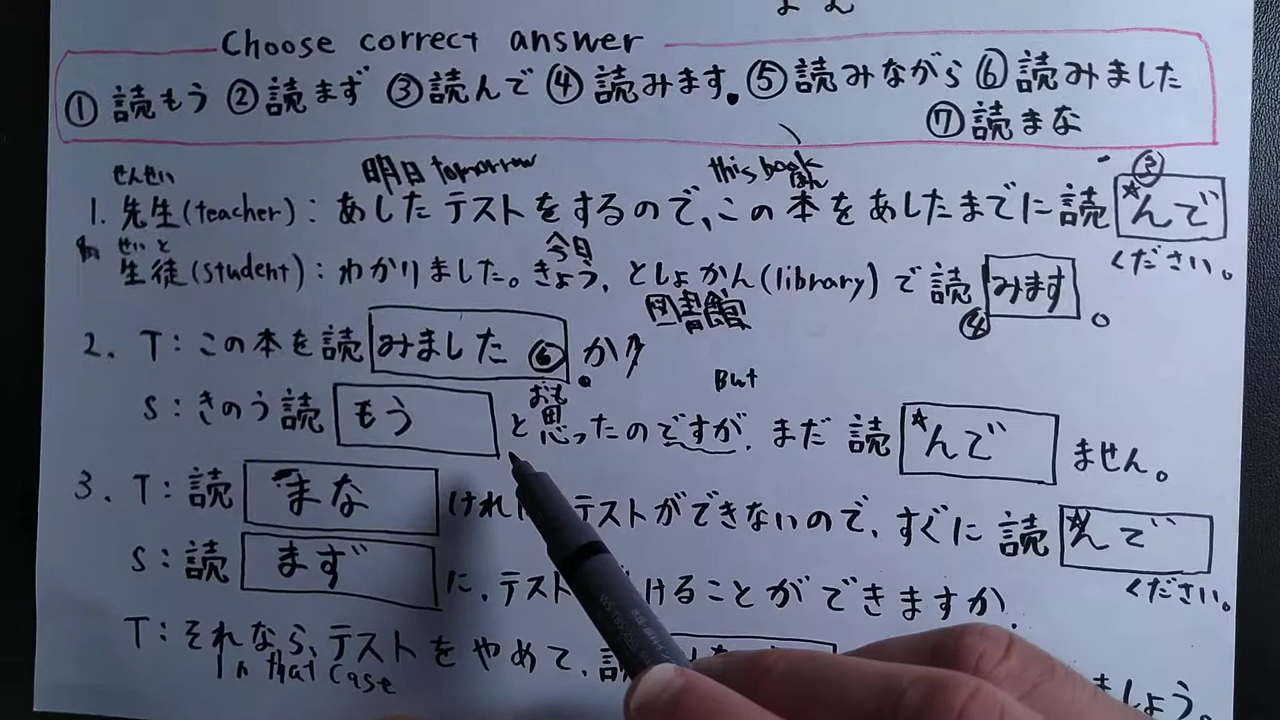 Choose correct answer
① 読もう ② 読まず ③ 読んで ④ 読みます。 ⑤ 読みながら ⑥ 読みました
⑦ 読まな
せんせい 明日 tomorrow this book ほん ③
1. 先生(teacher): あしたテストをするので、この本をあしたまでに読 *んで
ください。
せいと 今日
生徒(student): わかりました。きょう、としょかん(library)で読 みます 。
図書館 ④
2. T: この本を読 みました ⑥ か?
おも But
S: きのう読 もう と思ったのですが、まだ 読 *んで ません。
3. T: 読 まな ければ テストができないので、すぐに 読 *んで
ください。
S: 読 まず に、テスト けることができますか
T: それなら、テストをやめて、読
In that case
ましょう。